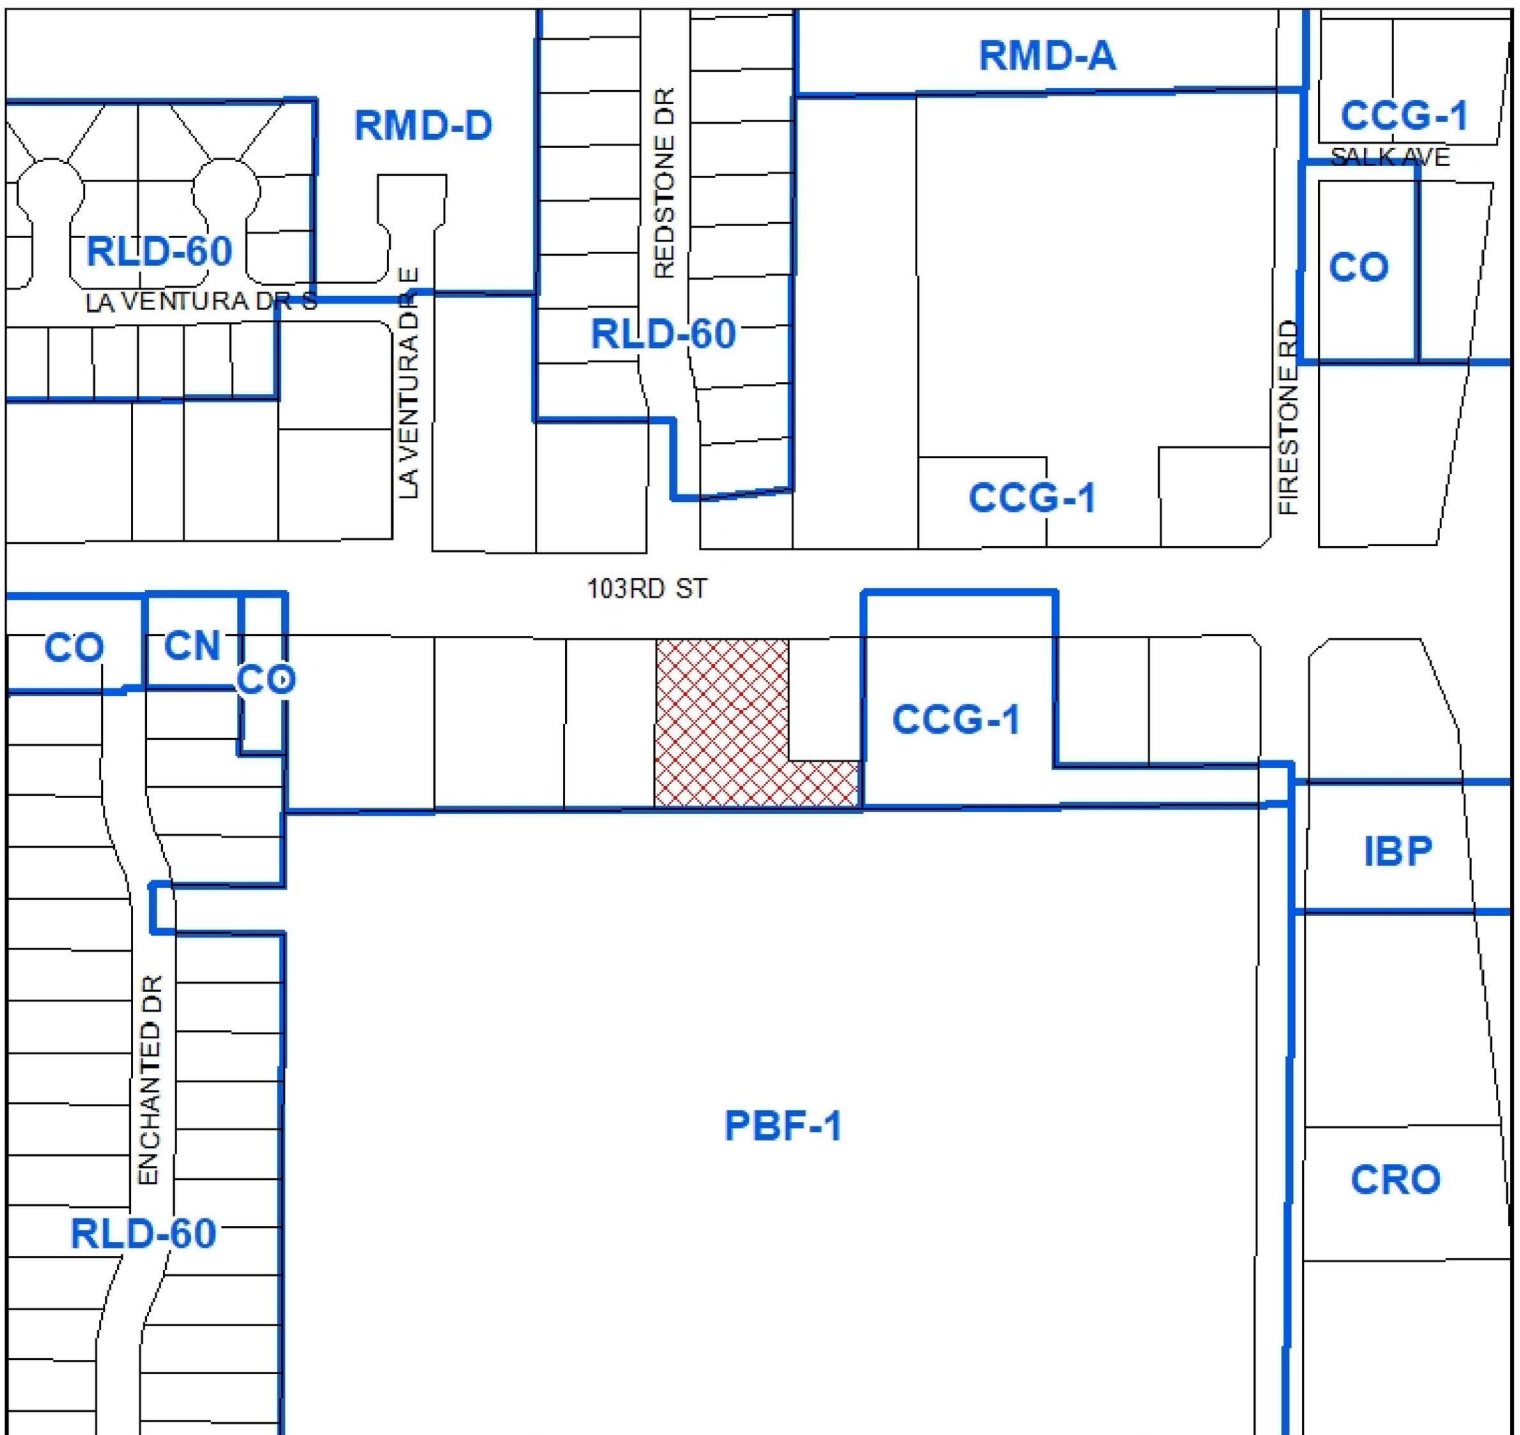 RMD-A
RMD-D
CCG-1
SALK AVE
REDSTONE DR
RLD-60
CO
LA VENTURA DR S
LA VENTURA DR E
RLD-60
FIRESTONE RD
CCG-1
103RD ST
CO
CN
CO
CCG-1
IBP
ENCHANTED DR
PBF-1
CRO
RLD-60